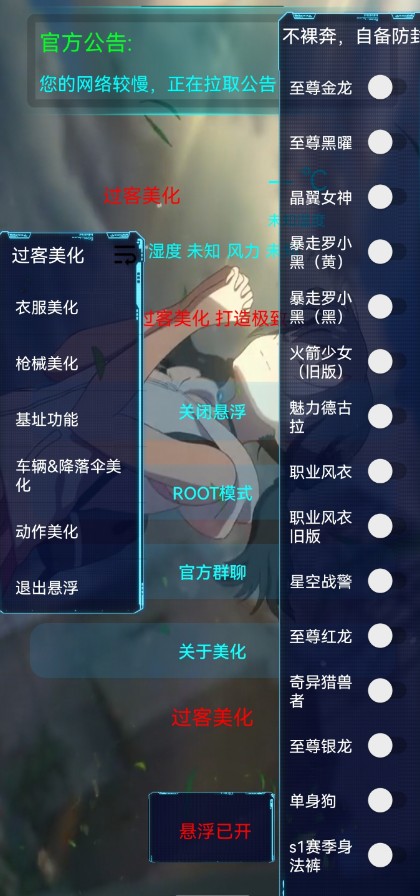 官方公告:
您的网络较慢，正在拉取公告
过客美化
℃
湿度 未知 风力 未
过客美化 打造极致
关闭悬浮
ROOT模式
官方群聊
关于美化
过客美化
悬浮已开
过客美化
衣服美化
枪械美化
基址功能
车辆&降落伞美
化
动作美化
退出悬浮
不裸奔，自备防封
至尊金龙
至尊黑曜
晶翼女神
暴走罗小
黑（黄）
暴走罗小
黑（黑）
火箭少女
（旧版）
魅力德古
拉
职业风衣
职业风衣
旧版
星空战警
至尊红龙
奇异猎兽
者
至尊银龙
单身狗
s1赛季身
法裤